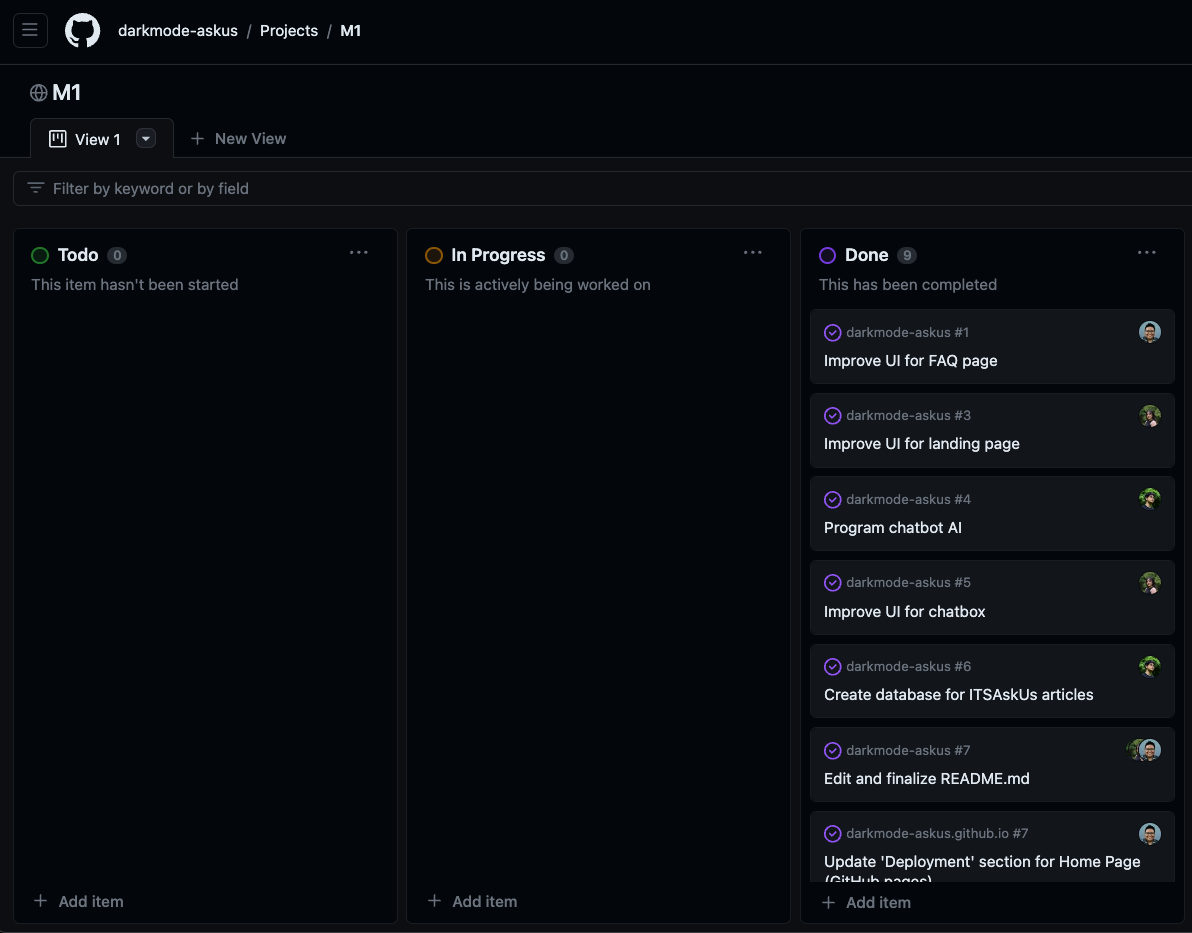 darkmode-askus / Projects / M1
M1
View 1
New View
Filter by keyword or by field
Todo 0
This item hasn't been started
Add item
In Progress 0
This is actively being worked on
Add item
Done 9
This has been completed
darkmode-askus #1
Improve UI for FAQ page
darkmode-askus #3
Improve UI for landing page
darkmode-askus #4
Program chatbot AI
darkmode-askus #5
Improve UI for chatbox
darkmode-askus #6
Create database for ITSAskUs articles
darkmode-askus #7
Edit and finalize README.md
darkmode-askus.github.io #7
Update 'Deployment' section for Home Page
(GitHub pages)
Add item